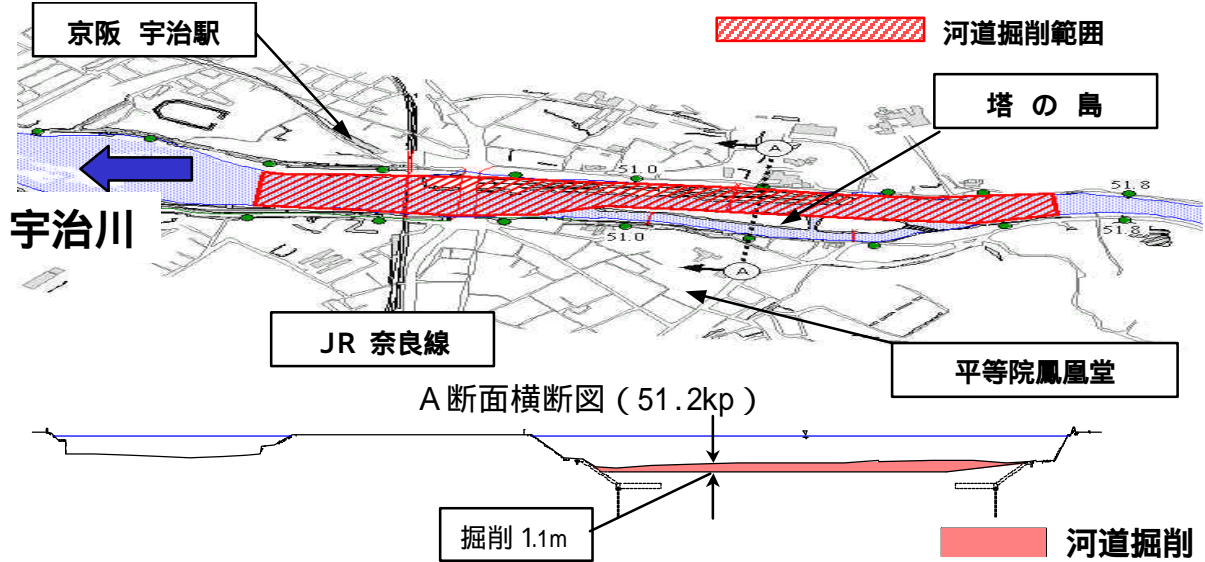 京阪 宇治駅
河道掘削範囲
塔 の 島
A
51.0
51.8
宇治川
51.0
51.8
A
JR 奈良線
平等院鳳凰堂
A断面横断図（51.2kp）
掘削 1.1m
河道掘削